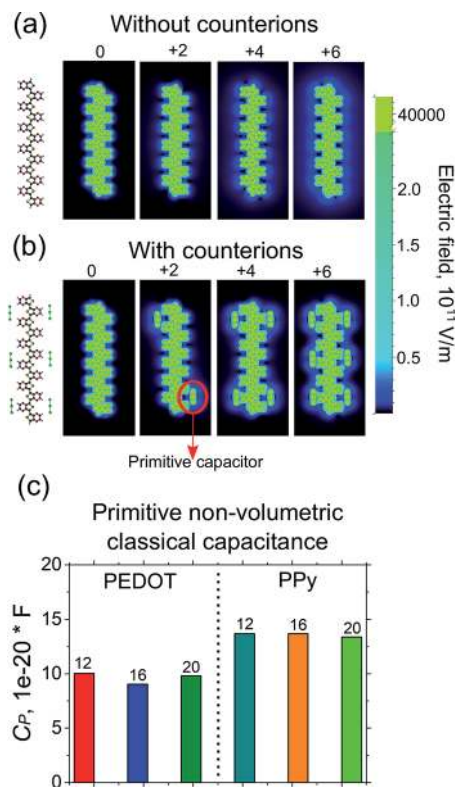 (a)
Without counterions
0 +2 +4 +6
40000
2.0
1.5
1.0
0.5
Electric field, 10¹¹ V/m
(b)
With counterions
0 +2 +4 +6
Primitive capacitor
(c)
Primitive non-volumetric
classical capacitance
20
15
10
5
0
Cₚ, 1e-20 * F
PEDOT PPy
12 16 20 12 16 20